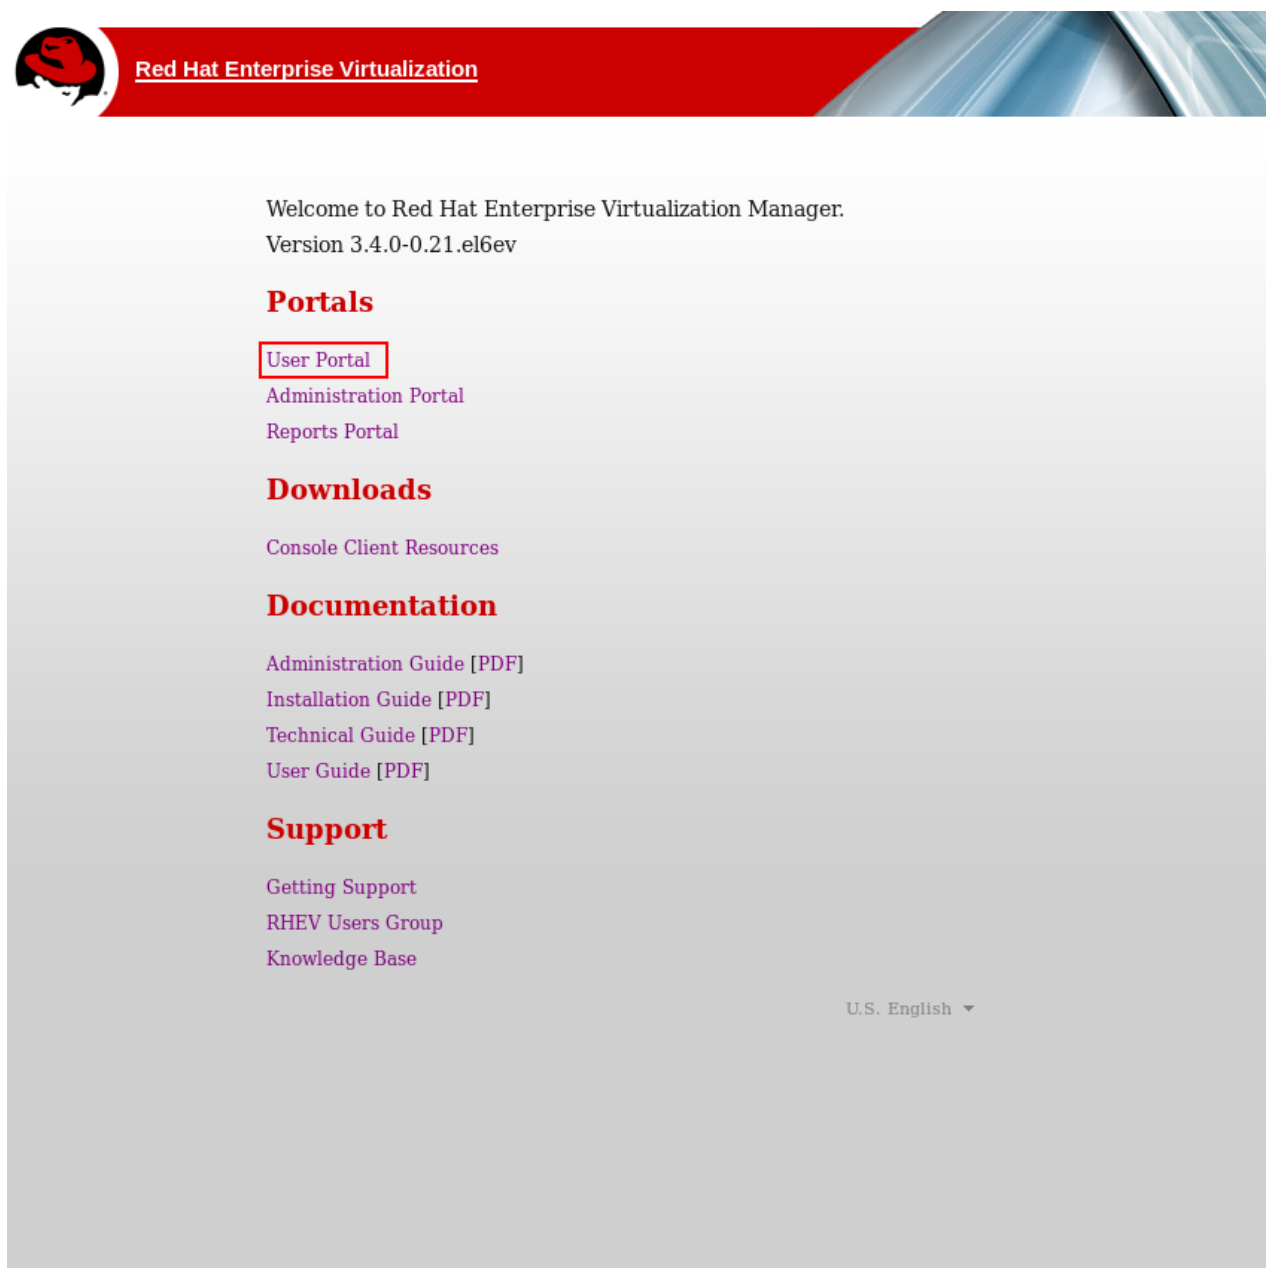 Red Hat Enterprise Virtualization
Welcome to Red Hat Enterprise Virtualization Manager.
Version 3.4.0-0.21.el6ev
Portals
User Portal
Administration Portal
Reports Portal
Downloads
Console Client Resources
Documentation
Administration Guide [PDF]
Installation Guide [PDF]
Technical Guide [PDF]
User Guide [PDF]
Support
Getting Support
RHEV Users Group
Knowledge Base
U.S. English